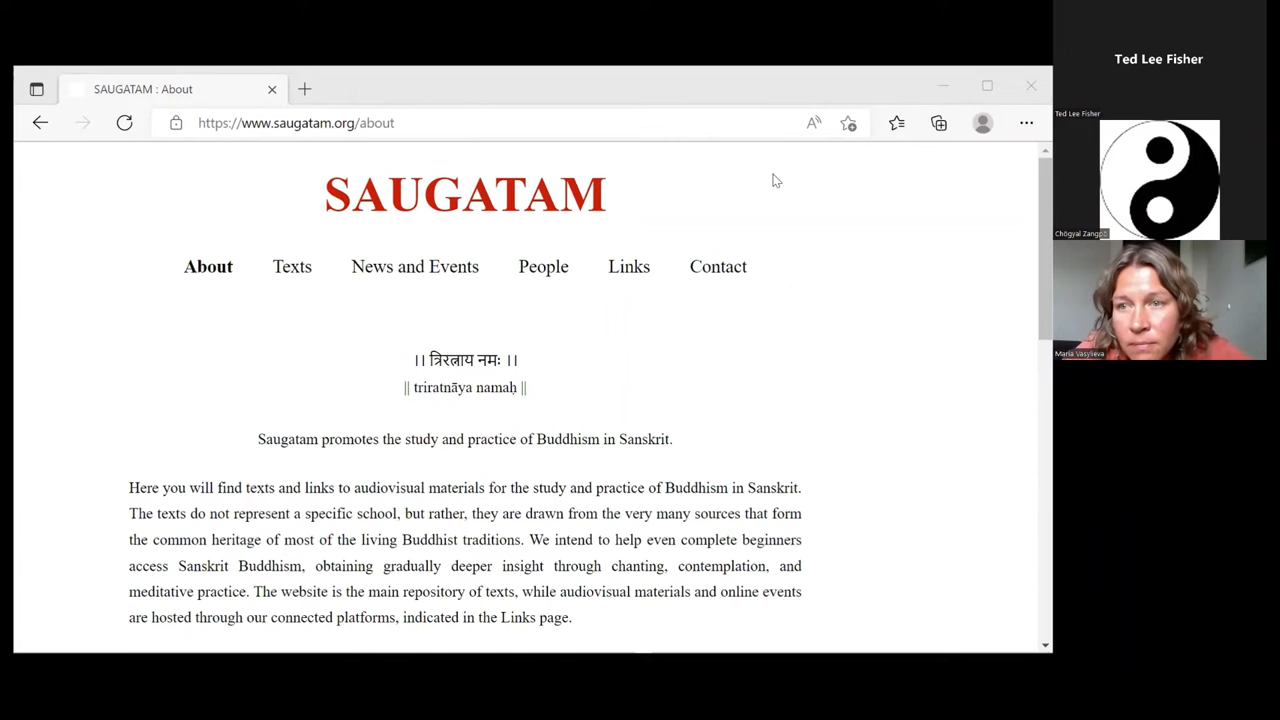 SAUGATAM : About
https://www.saugatam.org/about
SAUGATAM
About Texts News and Events People Links Contact
।। त्रिरत्नाय नमः ।।
|| triratnāya namaḥ ||
Saugatam promotes the study and practice of Buddhism in Sanskrit.
Here you will find texts and links to audiovisual materials for the study and practice of Buddhism in Sanskrit.
The texts do not represent a specific school, but rather, they are drawn from the very many sources that form
the common heritage of most of the living Buddhist traditions. We intend to help even complete beginners
access Sanskrit Buddhism, obtaining gradually deeper insight through chanting, contemplation, and
meditative practice. The website is the main repository of texts, while audiovisual materials and online events
are hosted through our connected platforms, indicated in the Links page.
Ted Lee Fisher
Ted Lee Fisher
Chögyal Zangpo
Maria Vasylieva